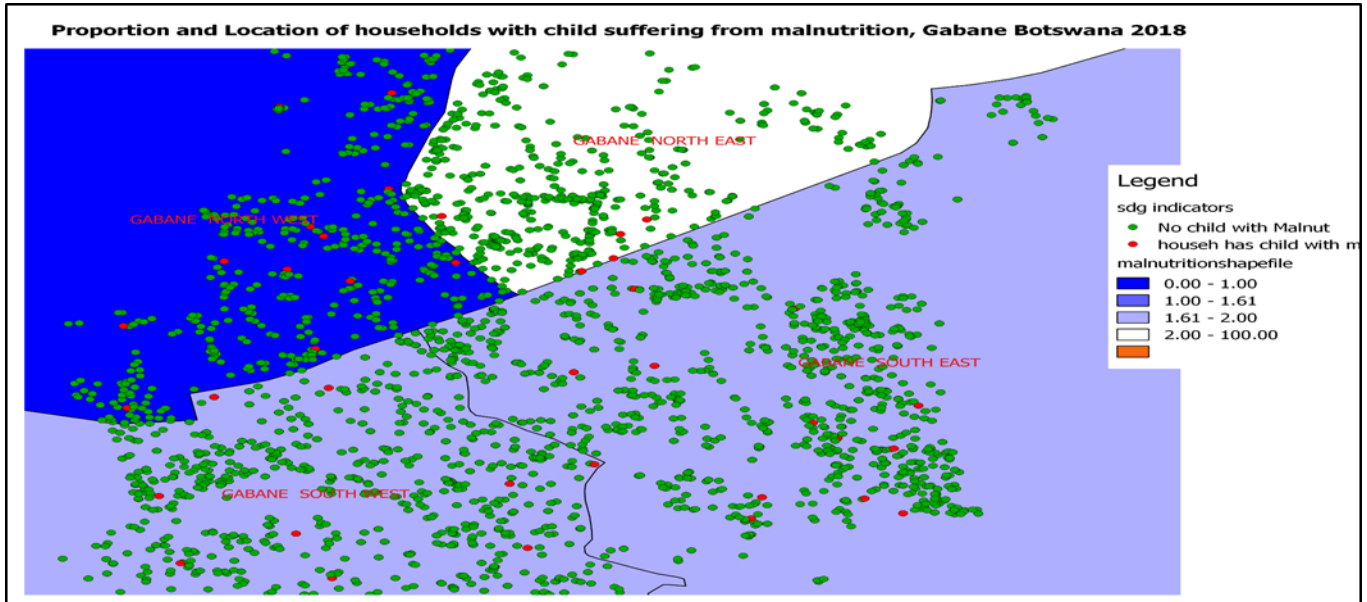 Proportion and Location of households with child suffering from malnutrition, Gabane Botswana 2018
GABANE NORTH EAST
GABANE NORTH WEST
GABANE SOUTH EAST
GABANE SOUTH WEST
Legend
sdg indicators
No child with Malnut
househ has child with m
malnutritionshapefile
0.00 - 1.00
1.00 - 1.61
1.61 - 2.00
2.00 - 100.00